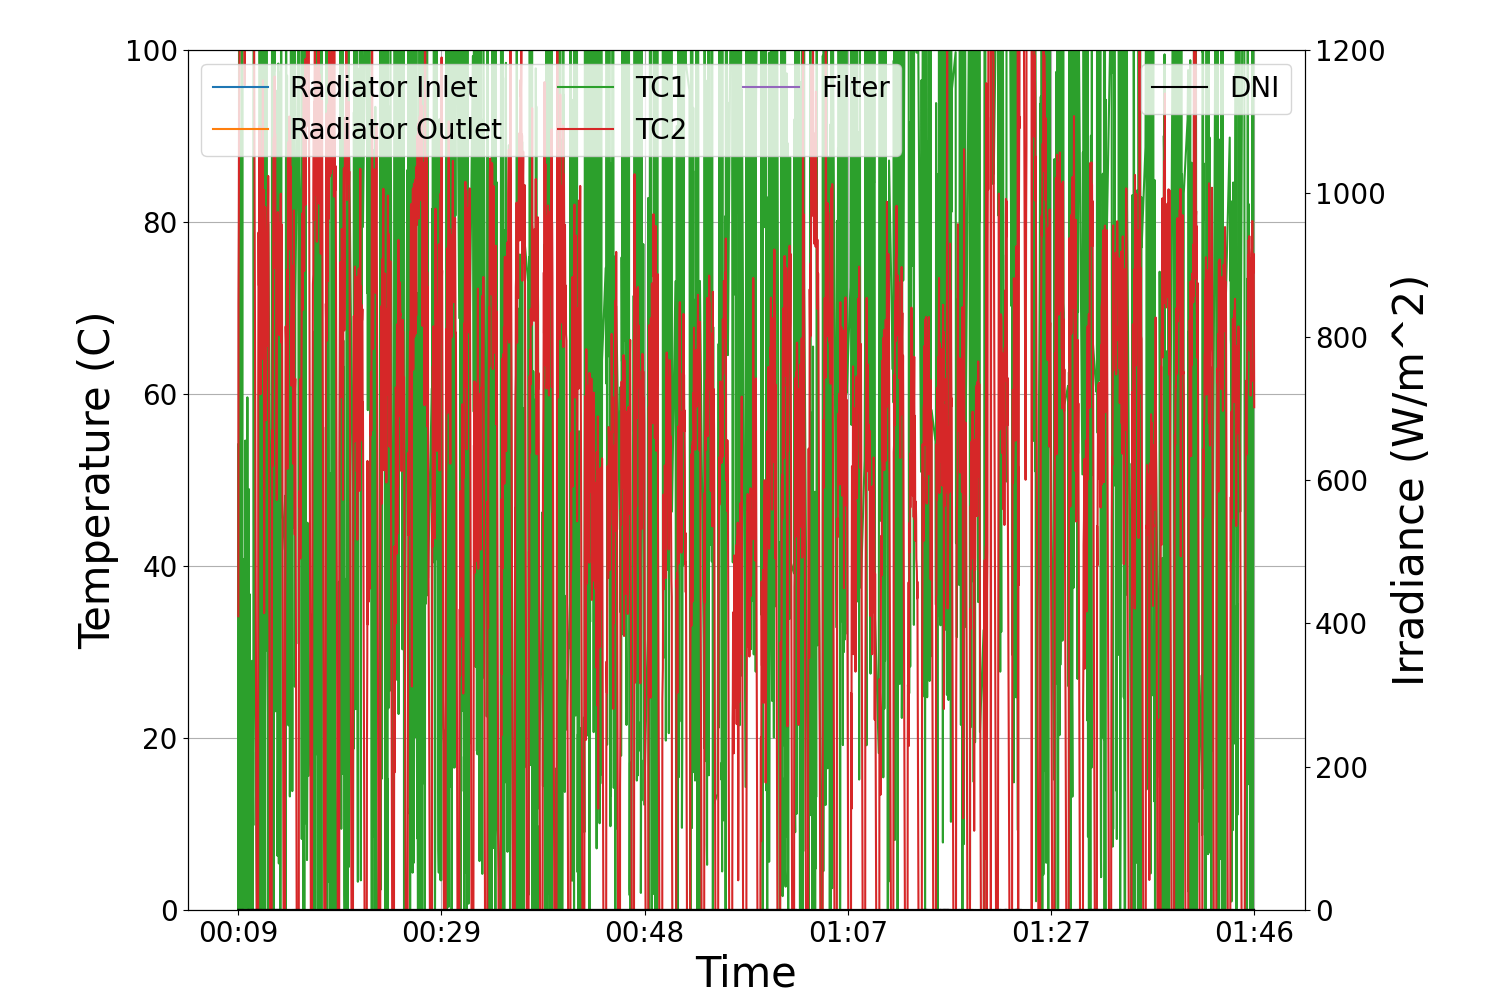 100
80
60
40
20
0
Temperature (C)
Radiator Inlet
Radiator Outlet
TC1
TC2
Filter
DNI
1200
1000
800
600
400
200
0
Irradiance (W/m^2)
00:09 00:29 00:48 01:07 01:27 01:46
Time